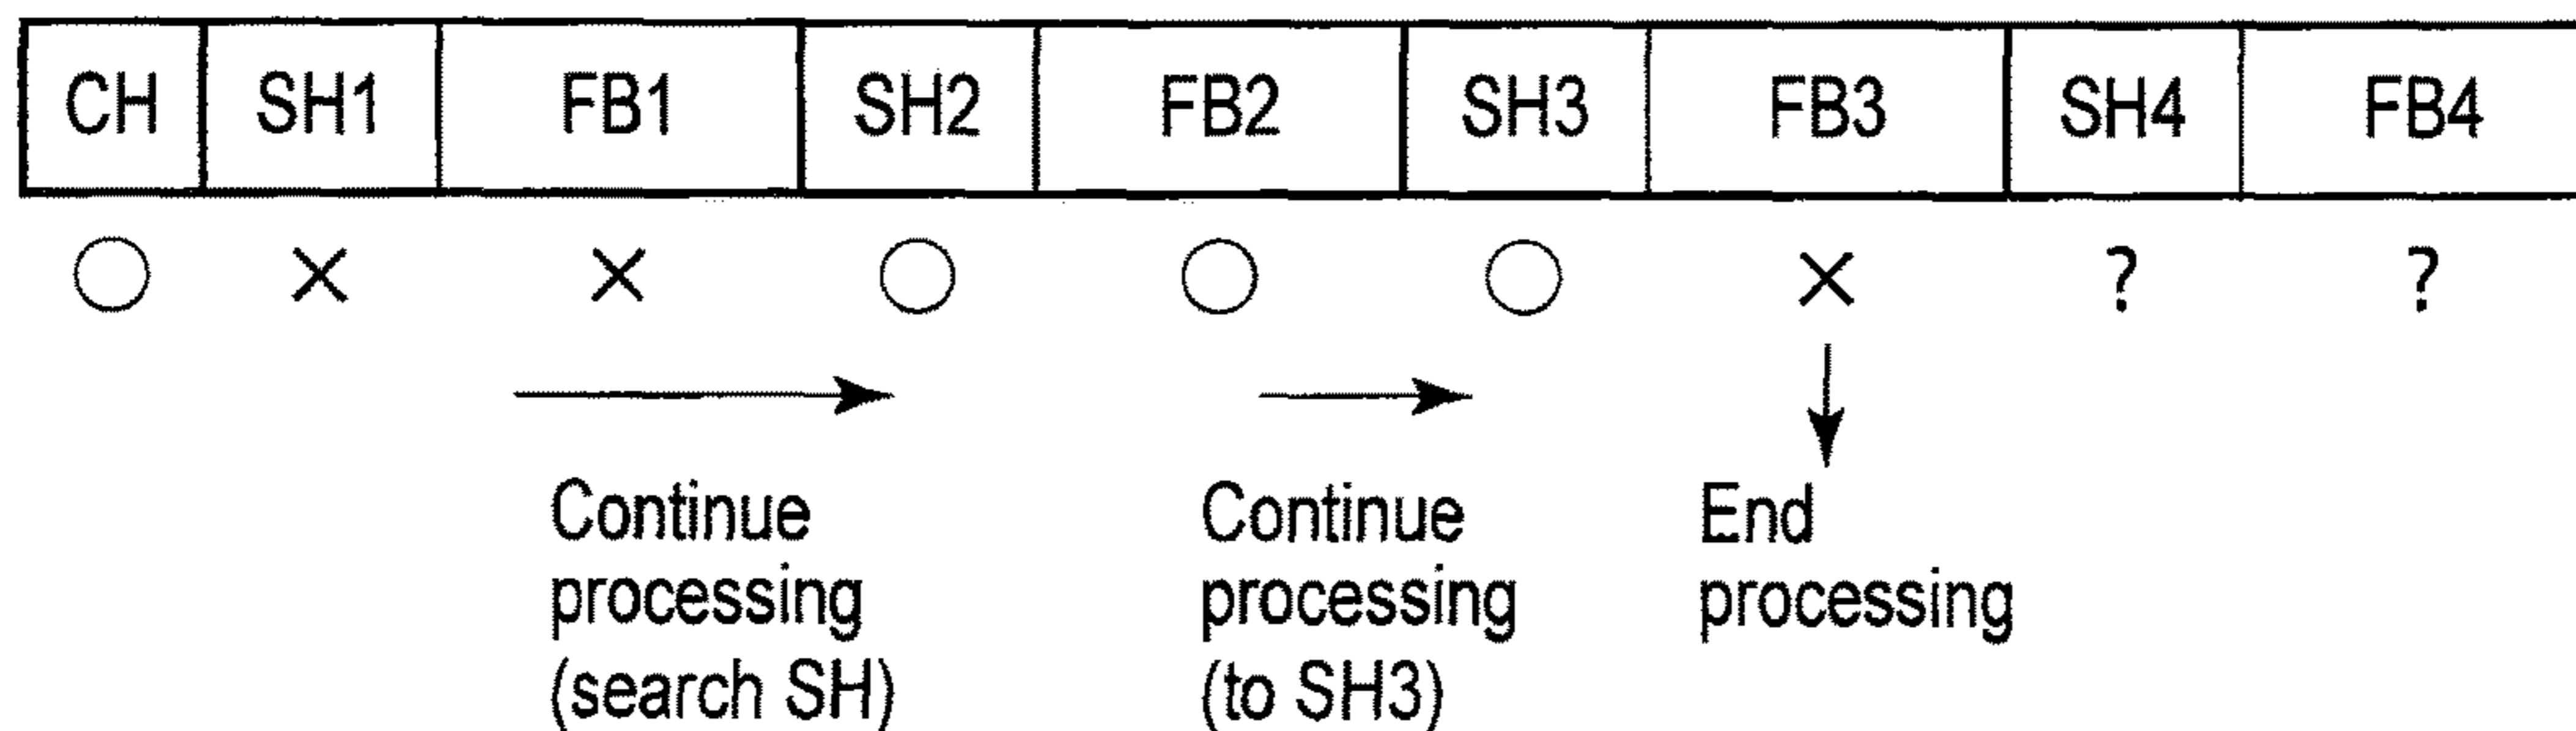 CH SH1 FB1 SH2 FB2 SH3 FB3 SH4 FB4
○ × × ○ ○ ○ × ? ?
Continue
processing
(search SH)
Continue
processing
(to SH3)
End
processing